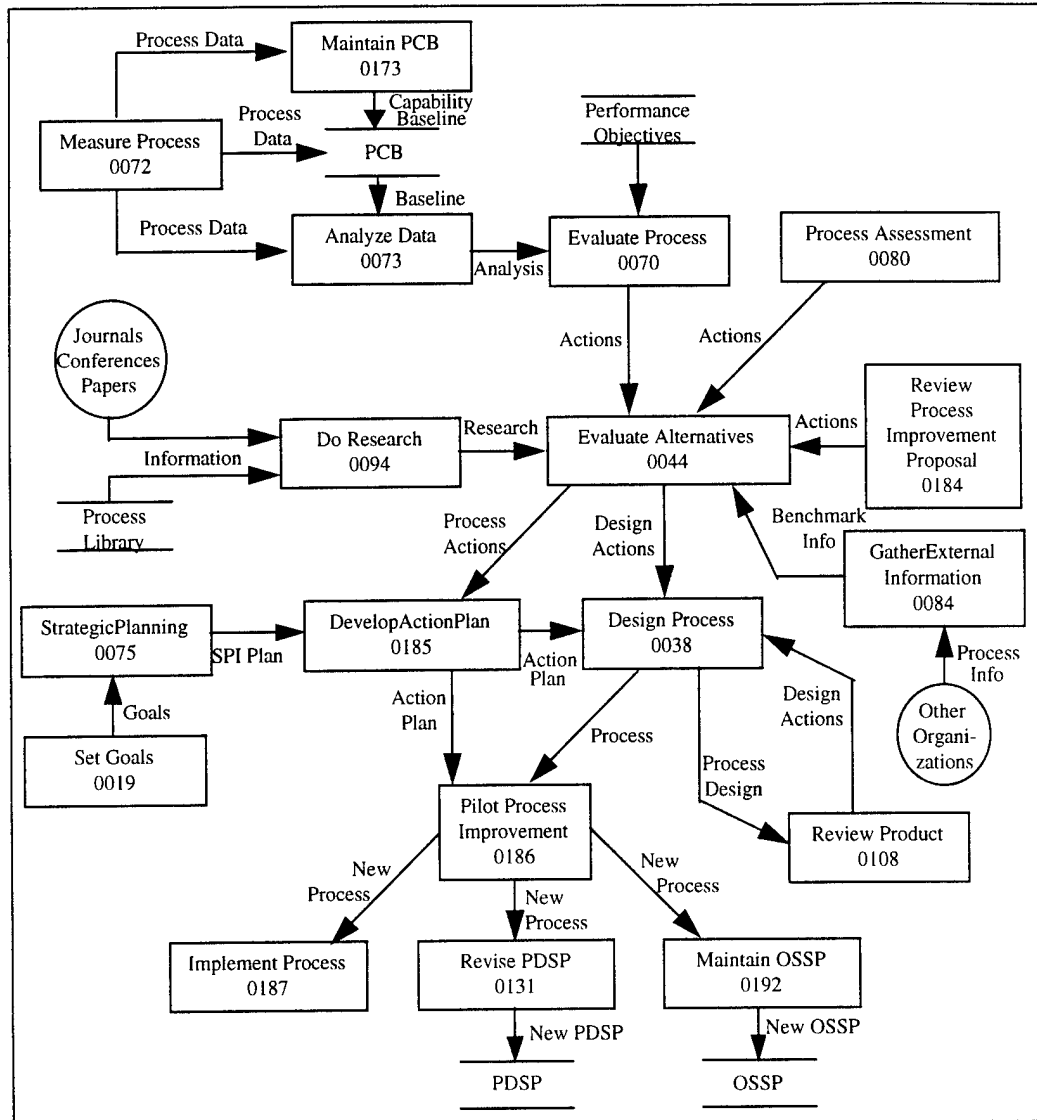 Process Data
Maintain PCB
0173
Capability
Baseline
Process
Data
Measure Process
0072
PCB
Performance
Objectives
Baseline
Process Data
Analyze Data
0073
Analysis
Evaluate Process
0070
Process Assessment
0080
Journals
Conferences
Papers
Actions
Actions
Review
Process
Improvement
Proposal
0184
Actions
Do Research
0094
Research
Evaluate Alternatives
0044
Information
Process
Library
Process
Actions
Design
Actions
Benchmark
Info
GatherExternal
Information
0084
StrategicPlanning
0075
SPI Plan
DevelopActionPlan
0185
Action
Plan
Design Process
0038
Process
Info
Goals
Action
Plan
Design
Actions
Other
Organi-
zations
Set Goals
0019
Process
Process
Design
Pilot Process
Improvement
0186
Review Product
0108
New
Process
New
Process
New
Process
Implement Process
0187
Revise PDSP
0131
Maintain OSSP
0192
New PDSP
New OSSP
PDSP
OSSP